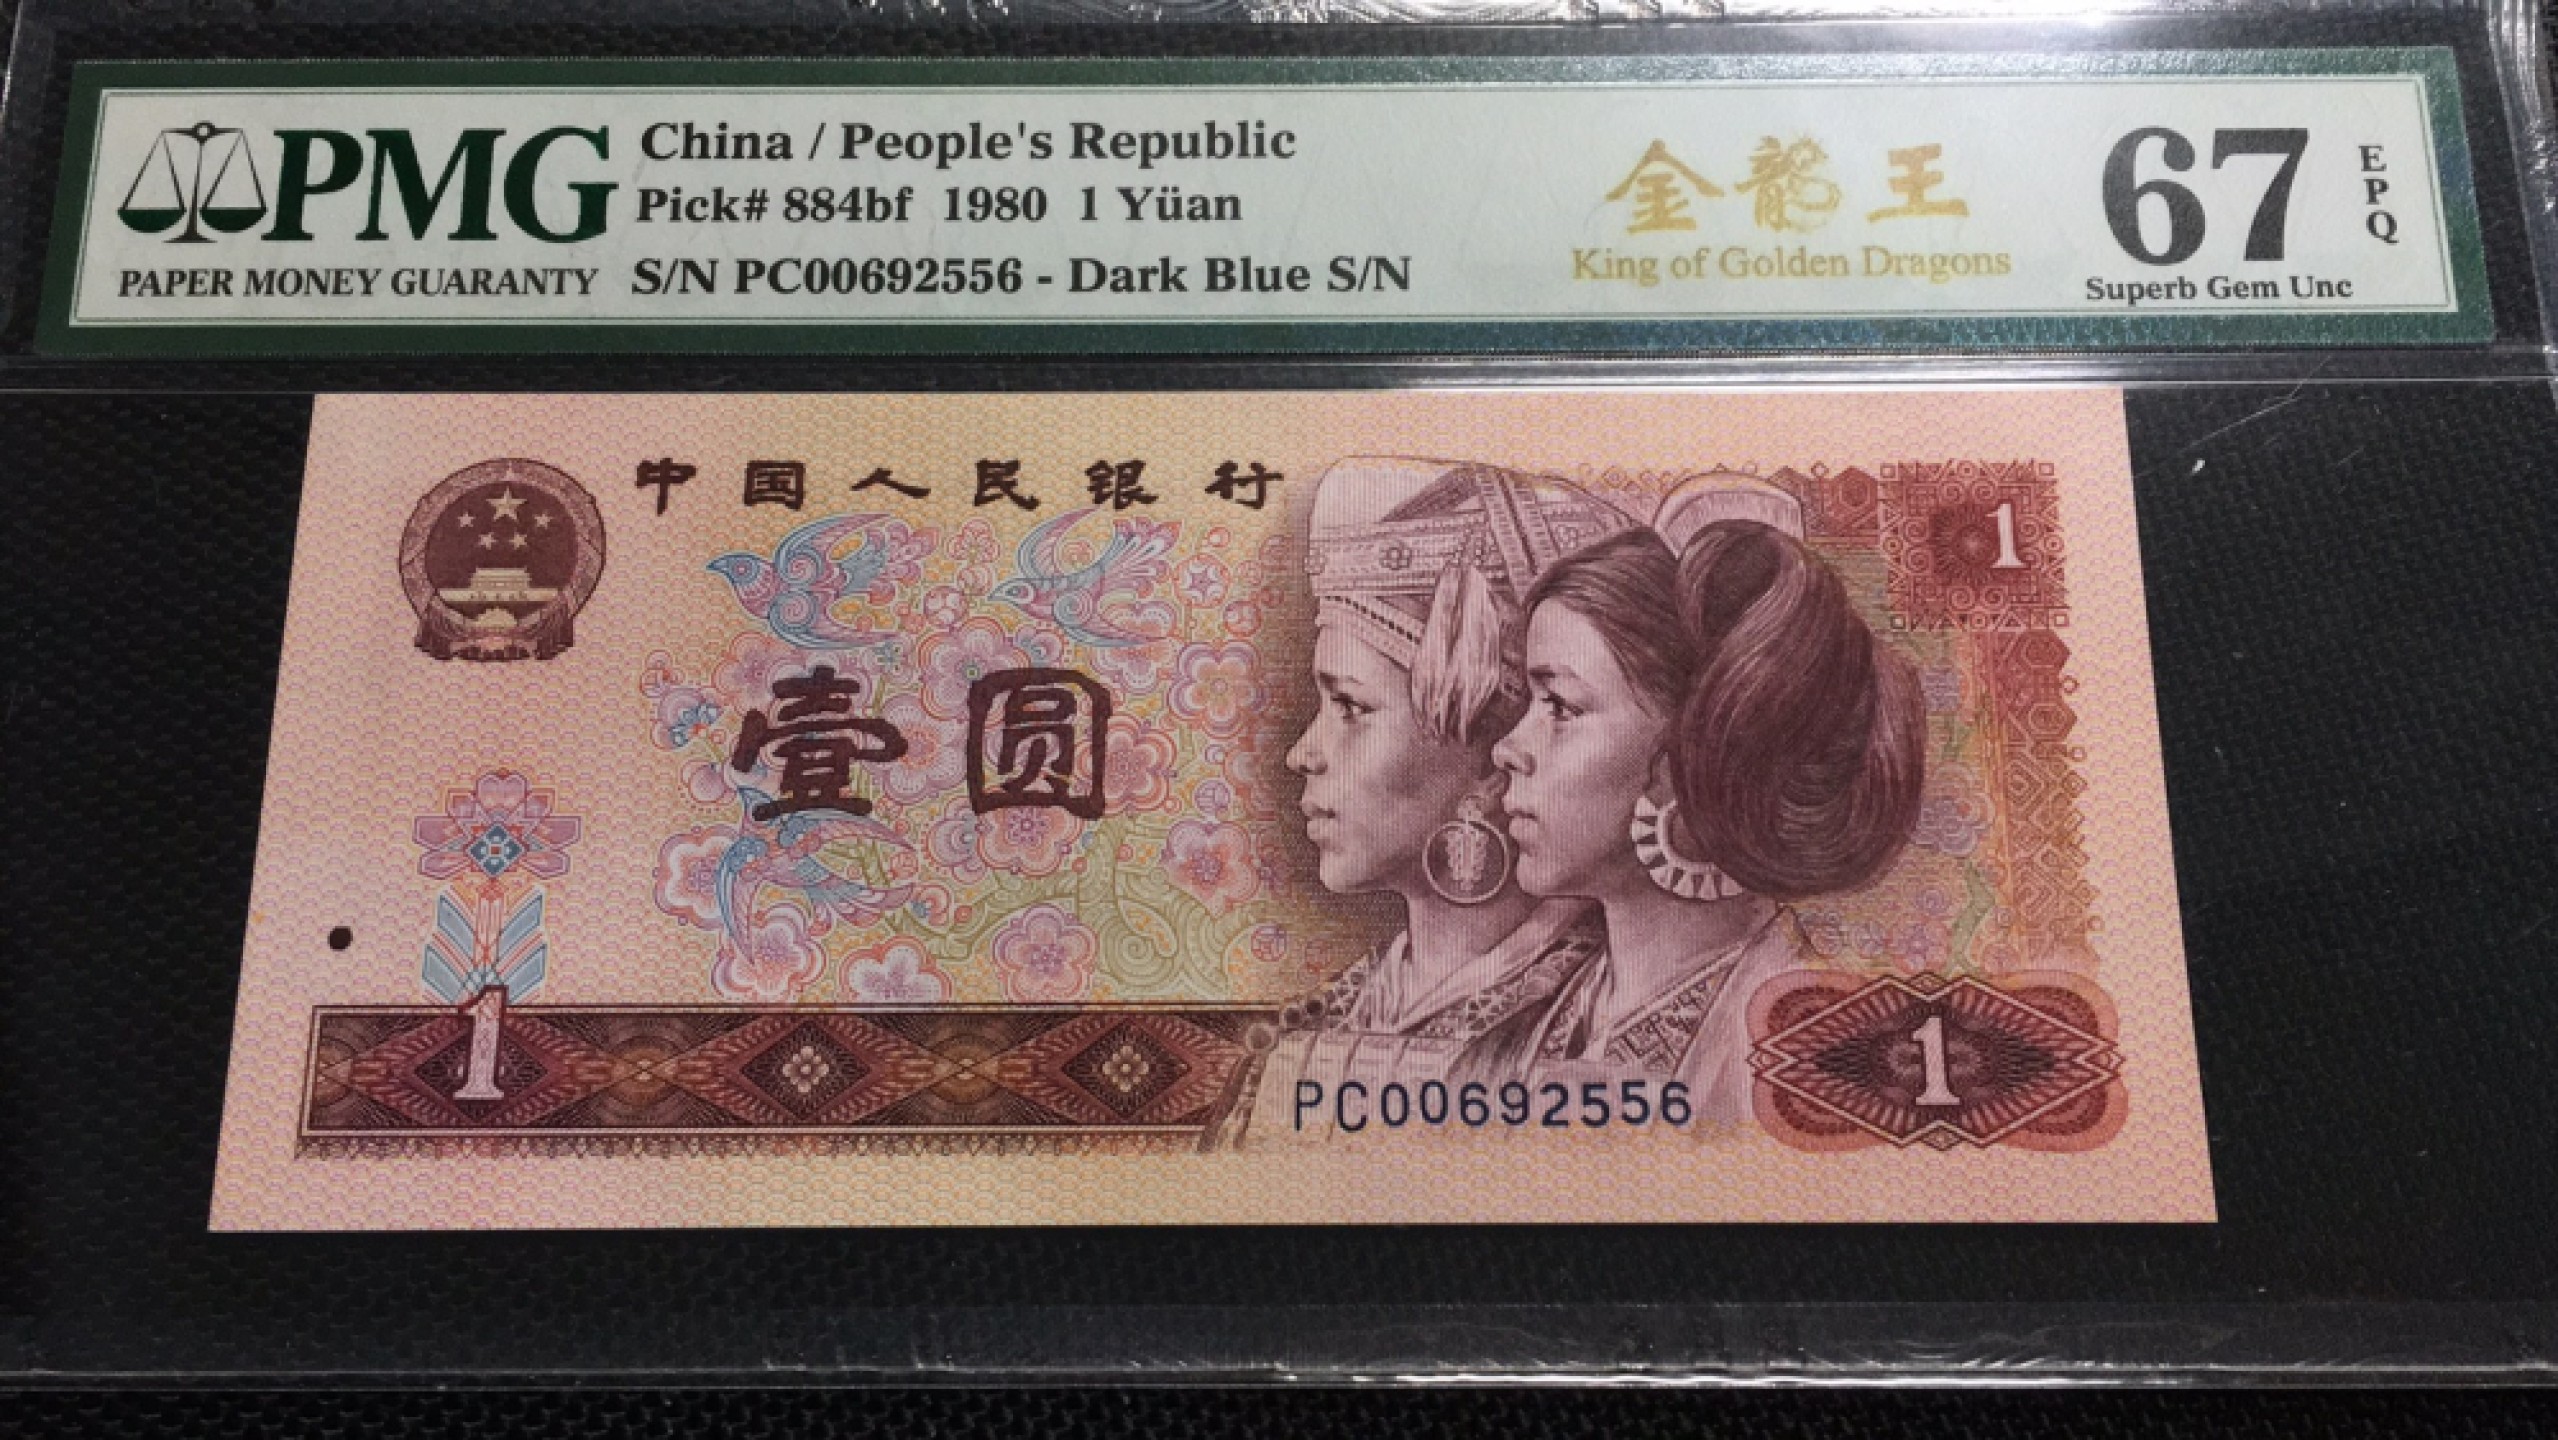 PMG
PAPER MONEY GUARANTY
China / People's Republic
Pick# 884bf 1980 1 Yüan
S/N PC00692556 - Dark Blue S/N
金龍王
King of Golden Dragons
67
EPQ
Superb Gem Unc
中国人民银行
1
壹圆
1
1
PC00692556